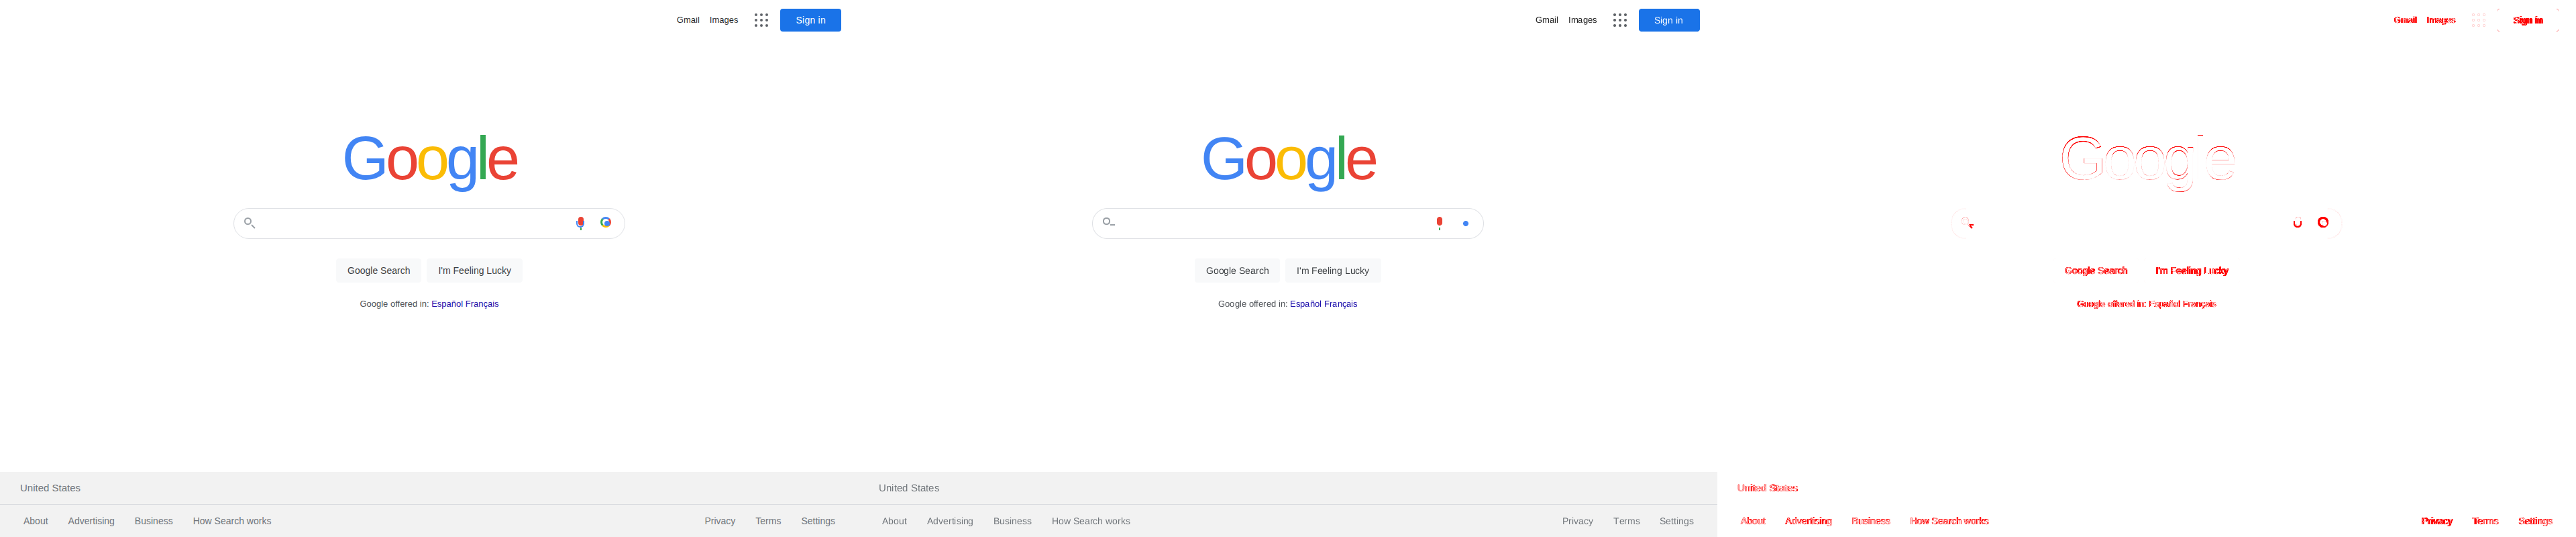 Gmail Images Sign in
Gmail Images Sign in
Gmail Images Sign in
Google
Google
Google
Google Search I'm Feeling Lucky
Google Search I'm Feeling Lucky
Google Search I'm Feeling Lucky
Google offered in: Español Français
Google offered in: Español Français
Google offered in: Español Français
United States
United States
United States
About Advertising Business How Search works Privacy Terms Settings
About Advertising Business How Search works Privacy Terms Settings
About Advertising Business How Search works Privacy Terms Settings